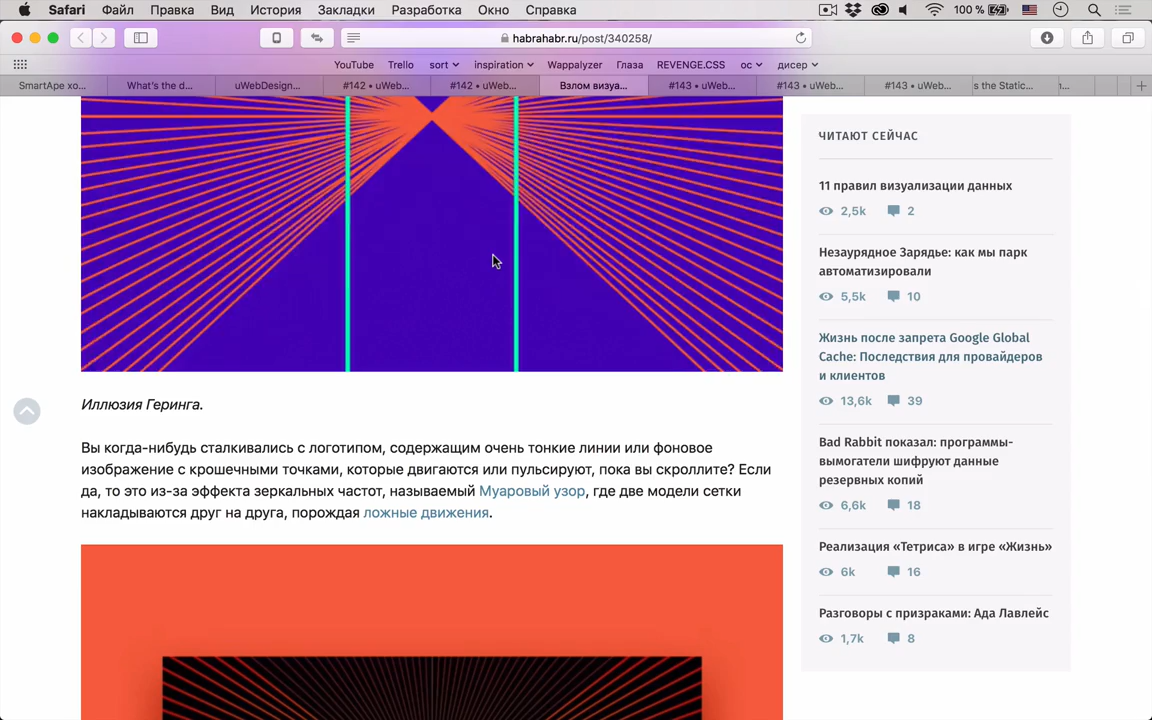 Safari Файл Правка Вид История Закладки Разработка Окно Справка 100 %
habrahabr.ru/post/340258/
YouTube Trello sort inspiration Wappalyzer Глаза REVENGE.CSS ос дисер
SmartApe хо... What's the d... uWebDesign... #142 • uWeb... #142 • uWeb... Взлом визуа... #143 • uWeb... #143 • uWeb... #143 • uWeb... s the Static...
ЧИТАЮТ СЕЙЧАС
11 правил визуализации данных
2,5k 2
Незаурядное Зарядье: как мы парк
автоматизировали
5,5k 10
Жизнь после запрета Google Global
Cache: Последствия для провайдеров
и клиентов
13,6k 39
Bad Rabbit показал: программы-
вымогатели шифруют данные
резервных копий
6,6k 18
Реализация «Тетриса» в игре «Жизнь»
6k 16
Разговоры с призраками: Ада Лавлейс
1,7k 8
Иллюзия Геринга.
Вы когда-нибудь сталкивались с логотипом, содержащим очень тонкие линии или фоновое
изображение с крошечными точками, которые двигаются или пульсируют, пока вы скроллите? Если
да, то это из-за эффекта зеркальных частот, называемый Муаровый узор, где две модели сетки
накладываются друг на друга, порождая ложные движения.